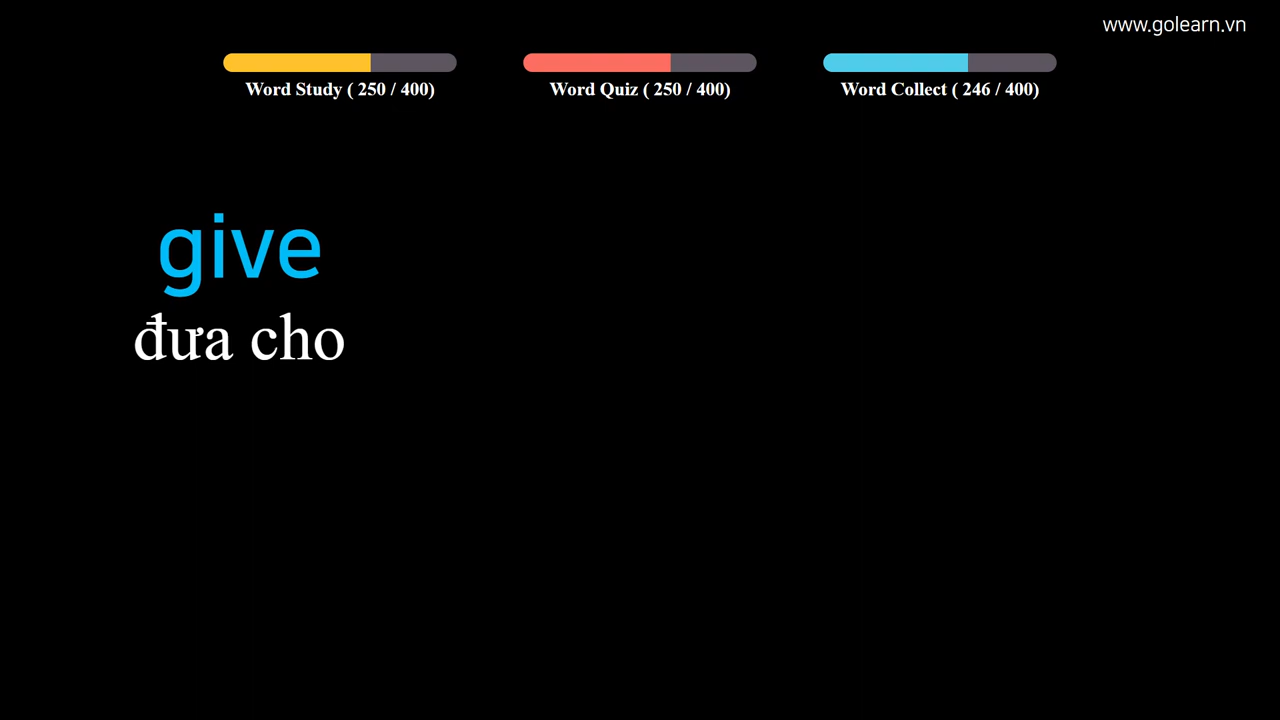 www.golearn.vn
Word Study ( 250 / 400)
Word Quiz ( 250 / 400)
Word Collect ( 246 / 400)
give
đưa cho